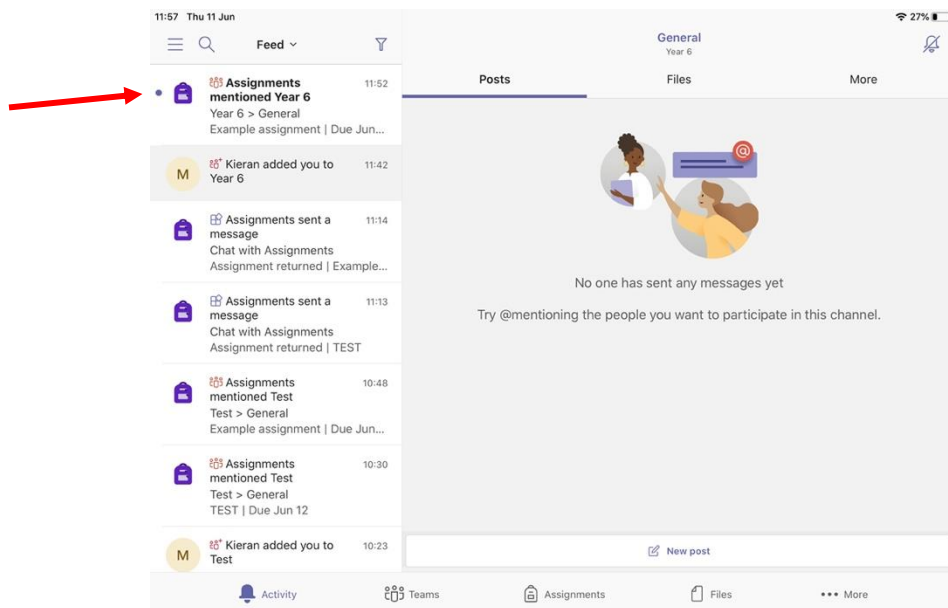 11:57 Thu 11 Jun
27%
Feed
Assignments
mentioned Year 6
11:52
Year 6 > General
Example assignment | Due Jun...
M
Kieran added you to
Year 6
11:42
Assignments sent a
message
11:14
Chat with Assignments
Assignment returned | Example...
Assignments sent a
message
11:13
Chat with Assignments
Assignment returned | TEST
Assignments
mentioned Test
10:48
Test > General
Example assignment | Due Jun...
Assignments
mentioned Test
10:30
Test > General
TEST | Due Jun 12
M
Kieran added you to
Test
10:23
General
Year 6
Posts
Files
More
@
No one has sent any messages yet
Try @mentioning the people you want to participate in this channel.
New post
Activity
Teams
Assignments
Files
More